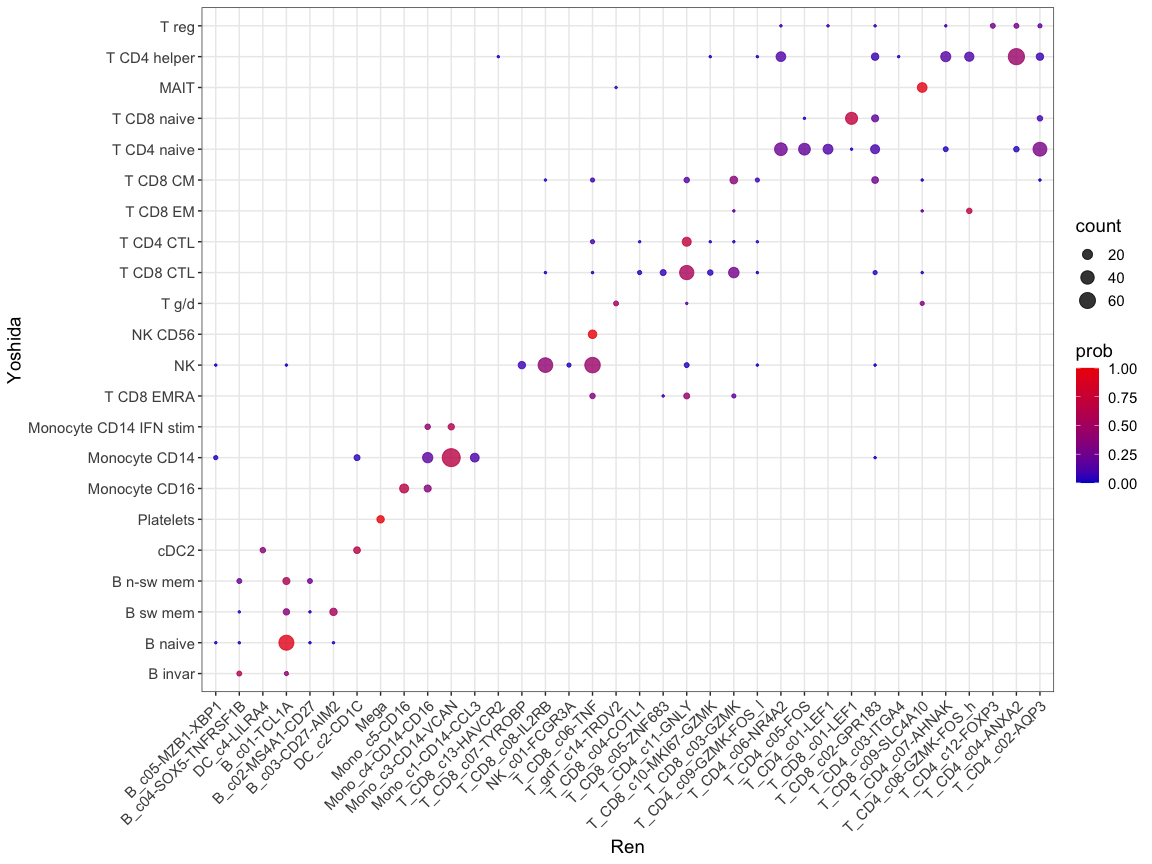 Yoshida
T reg
T CD4 helper
MAIT
T CD8 naive
T CD4 naive
T CD8 CM
T CD8 EM
T CD4 CTL
T CD8 CTL
T g/d
NK CD56
NK
T CD8 EMRA
Monocyte CD14 IFN stim
Monocyte CD14
Monocyte CD16
Platelets
cDC2
B n-sw mem
B sw mem
B naive
B invar
B_c05-MZB1-XBP1
B_c04-SOX5-TNFRSF1B
DC_c4-LILRA4
B_c01-TCL1A
B_c02-MS4A1-CD27
B_c03-CD27-AIM2
DC_c2-CD1C
Mega
Mono_c5-CD16
Mono_c4-CD14-CD16
Mono_c3-CD14-VCAN
Mono_c1-CD14-CCL3
T_CD8_c13-HAVCR2
T_CD8_c07-TYROBP
T_CD8_c08-IL2RB
NK_c01-FCGR3A
T_CD8_c06-TNF
T_gdT_c14-TRDV2
T_CD8_c04-COTL1
T_CD8_c05-ZNF683
T_CD4_c11-GNLY
T_CD8_c10-MKI67-GZMK
T_CD8_c03-GZMK
T_CD4_c09-GZMK-FOS_l
T_CD4_c06-NR4A2
T_CD4_c05-FOS
T_CD4_c01-LEF1
T_CD8_c01-LEF1
T_CD8_c02-GPR183
T_CD4_c03-ITGA4
T_CD8_c09-SLC4A10
T_CD4_c07-AHNAK
T_CD4_c08-GZMK-FOS_h
T_CD4_c12-FOXP3
T_CD4_c04-ANXA2
T_CD4_c02-AQP3
Ren
count
20
40
60
prob
1.00
0.75
0.50
0.25
0.00